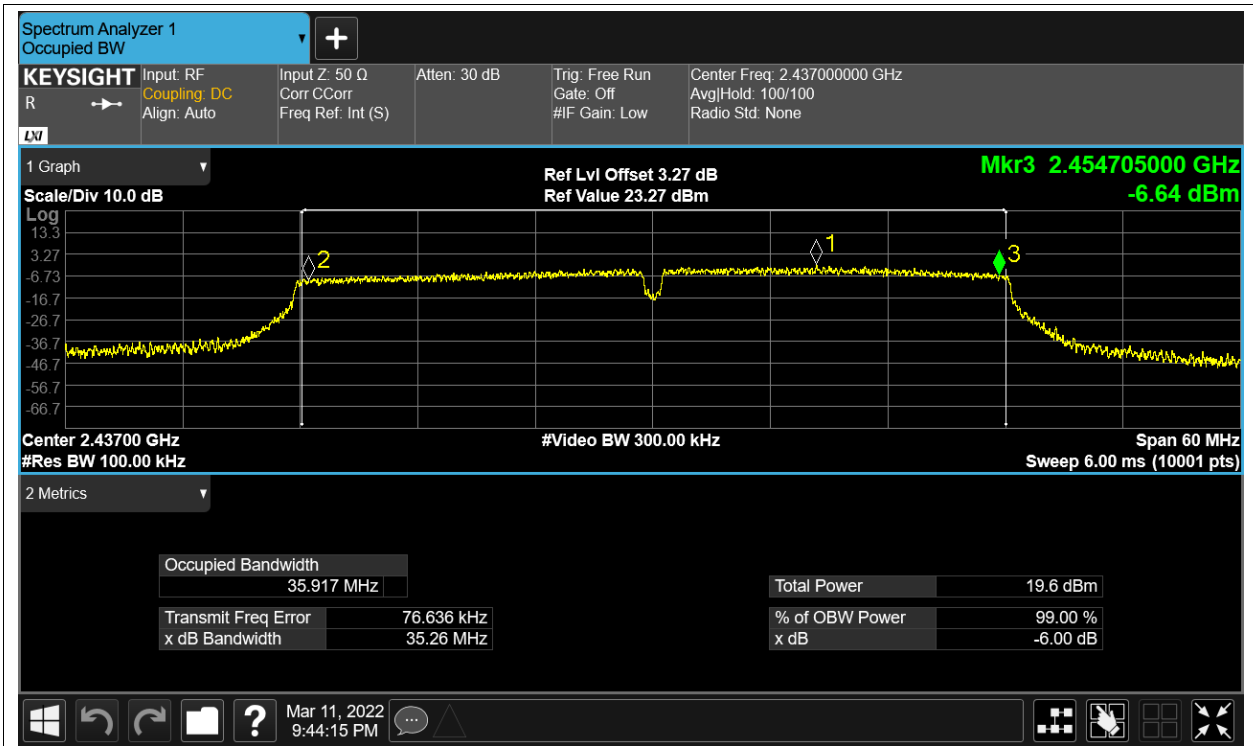 Spectrum Analyzer 1
Occupied BW
KEYSIGHT
R
LXI
Input: RF
Coupling: DC
Align: Auto
Input Z: 50 Ω
Corr CCorr
Freq Ref: Int (S)
Atten: 30 dB
Trig: Free Run
Gate: Off
#IF Gain: Low
Center Freq: 2.437000000 GHz
Avg|Hold: 100/100
Radio Std: None
1 Graph
Scale/Div 10.0 dB
Ref Lvl Offset 3.27 dB
Ref Value 23.27 dBm
Mkr3 2.454705000 GHz
-6.64 dBm
Log
13.3
3.27
-6.73
-16.7
-26.7
-36.7
-46.7
-56.7
-66.7
2
1
3
Center 2.43700 GHz
#Video BW 300.00 kHz
Span 60 MHz
#Res BW 100.00 kHz
Sweep 6.00 ms (10001 pts)
2 Metrics
Occupied Bandwidth
35.917 MHz
Transmit Freq Error 76.636 kHz
x dB Bandwidth 35.26 MHz
Total Power 19.6 dBm
% of OBW Power 99.00 %
x dB -6.00 dB
?
Mar 11, 2022
9:44:15 PM